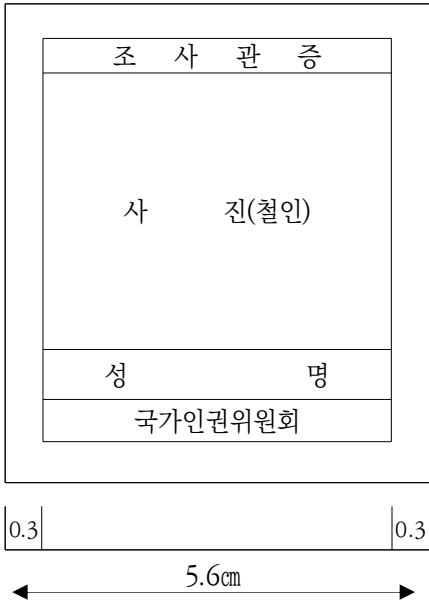 조 사 관 증
사 진(철인)
성 명
국가인권위원회
0.3 0.3
5.6㎝